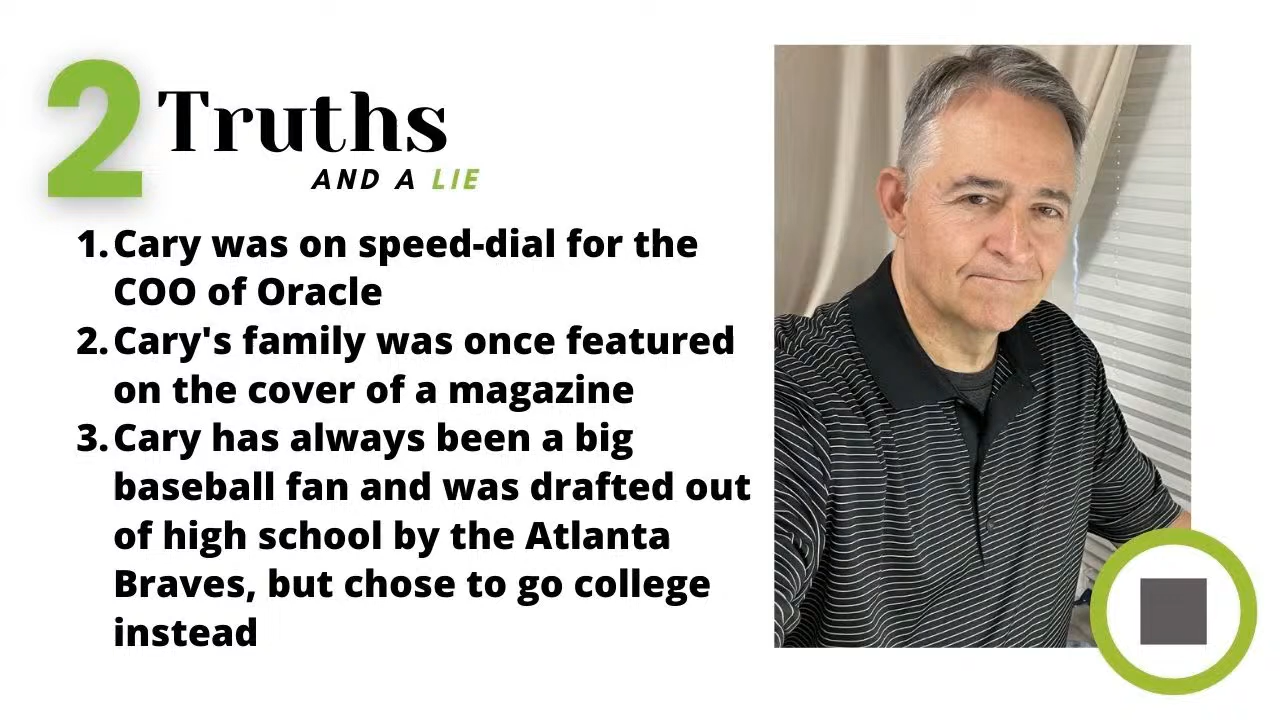 2 Truths
AND A LIE
1. Cary was on speed-dial for the
COO of Oracle
2. Cary's family was once featured
on the cover of a magazine
3. Cary has always been a big
baseball fan and was drafted out
of high school by the Atlanta
Braves, but chose to go college
instead